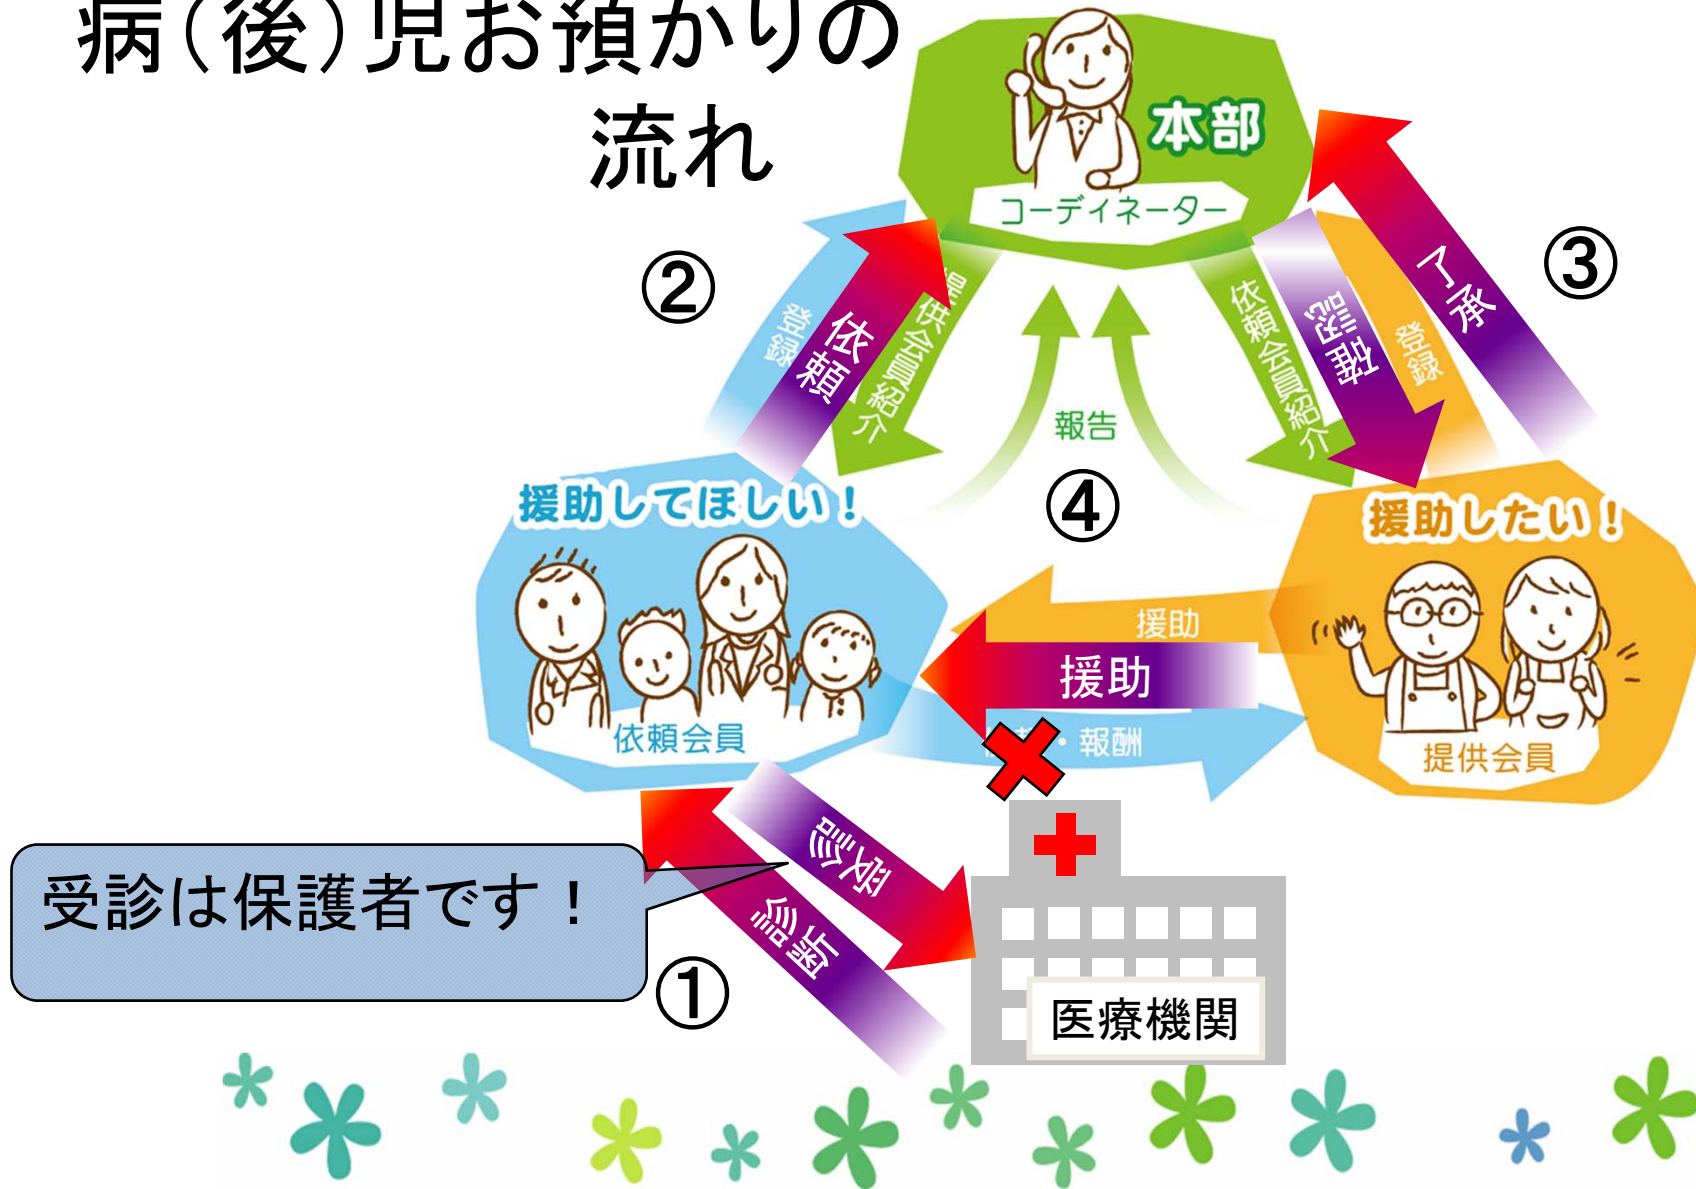 病（後）児お預かりの
流れ
本部
コーディネーター
②
③
登録
依頼
供会員紹介
依頼会員紹介
確認
登録
了承
報告
④
援助してほしい！
援助したい！
援助
援助
・報酬
依頼会員
提供会員
受診
診断
受診は保護者です！
①
医療機関